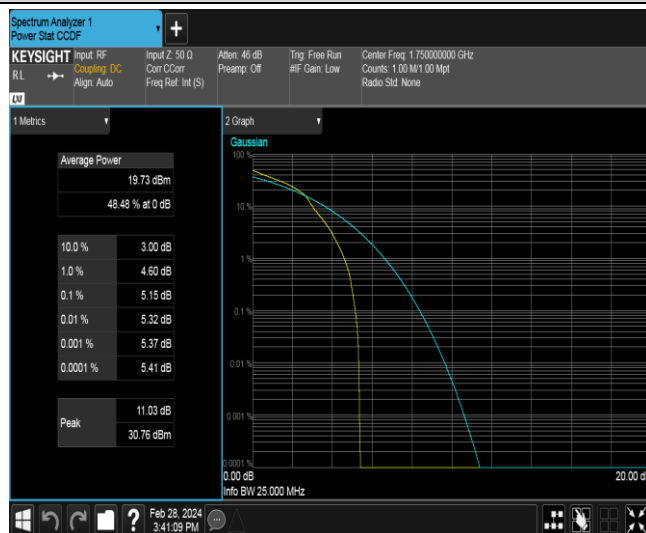 Spectrum Analyzer 1
Power Stat CCDF
+
KEYSIGHT
RL
LXI
Input: RF
Coupling: DC
Align: Auto
Input Z: 50 Ω
Corr CCorr
Freq Ref: Int (S)
Atten: 46 dB
Preamp: Off
Trig: Free Run
#IF Gain: Low
Center Freq: 1.750000000 GHz
Counts: 1.00 M/1.00 Mpt
Radio Std: None
1 Metrics
Average Power
19.73 dBm
48.48 % at 0 dB
10.0 % 3.00 dB
1.0 % 4.60 dB
0.1 % 5.15 dB
0.01 % 5.32 dB
0.001 % 5.37 dB
0.0001 % 5.41 dB
Peak
11.03 dB
30.76 dBm
2 Graph
Gaussian
100 %
10 %
1 %
0.1 %
0.01 %
0.001 %
0.0001 %
0.00 dB
20.00 d
Info BW 25.000 MHz
?
Feb 28, 2024
3:41:09 PM